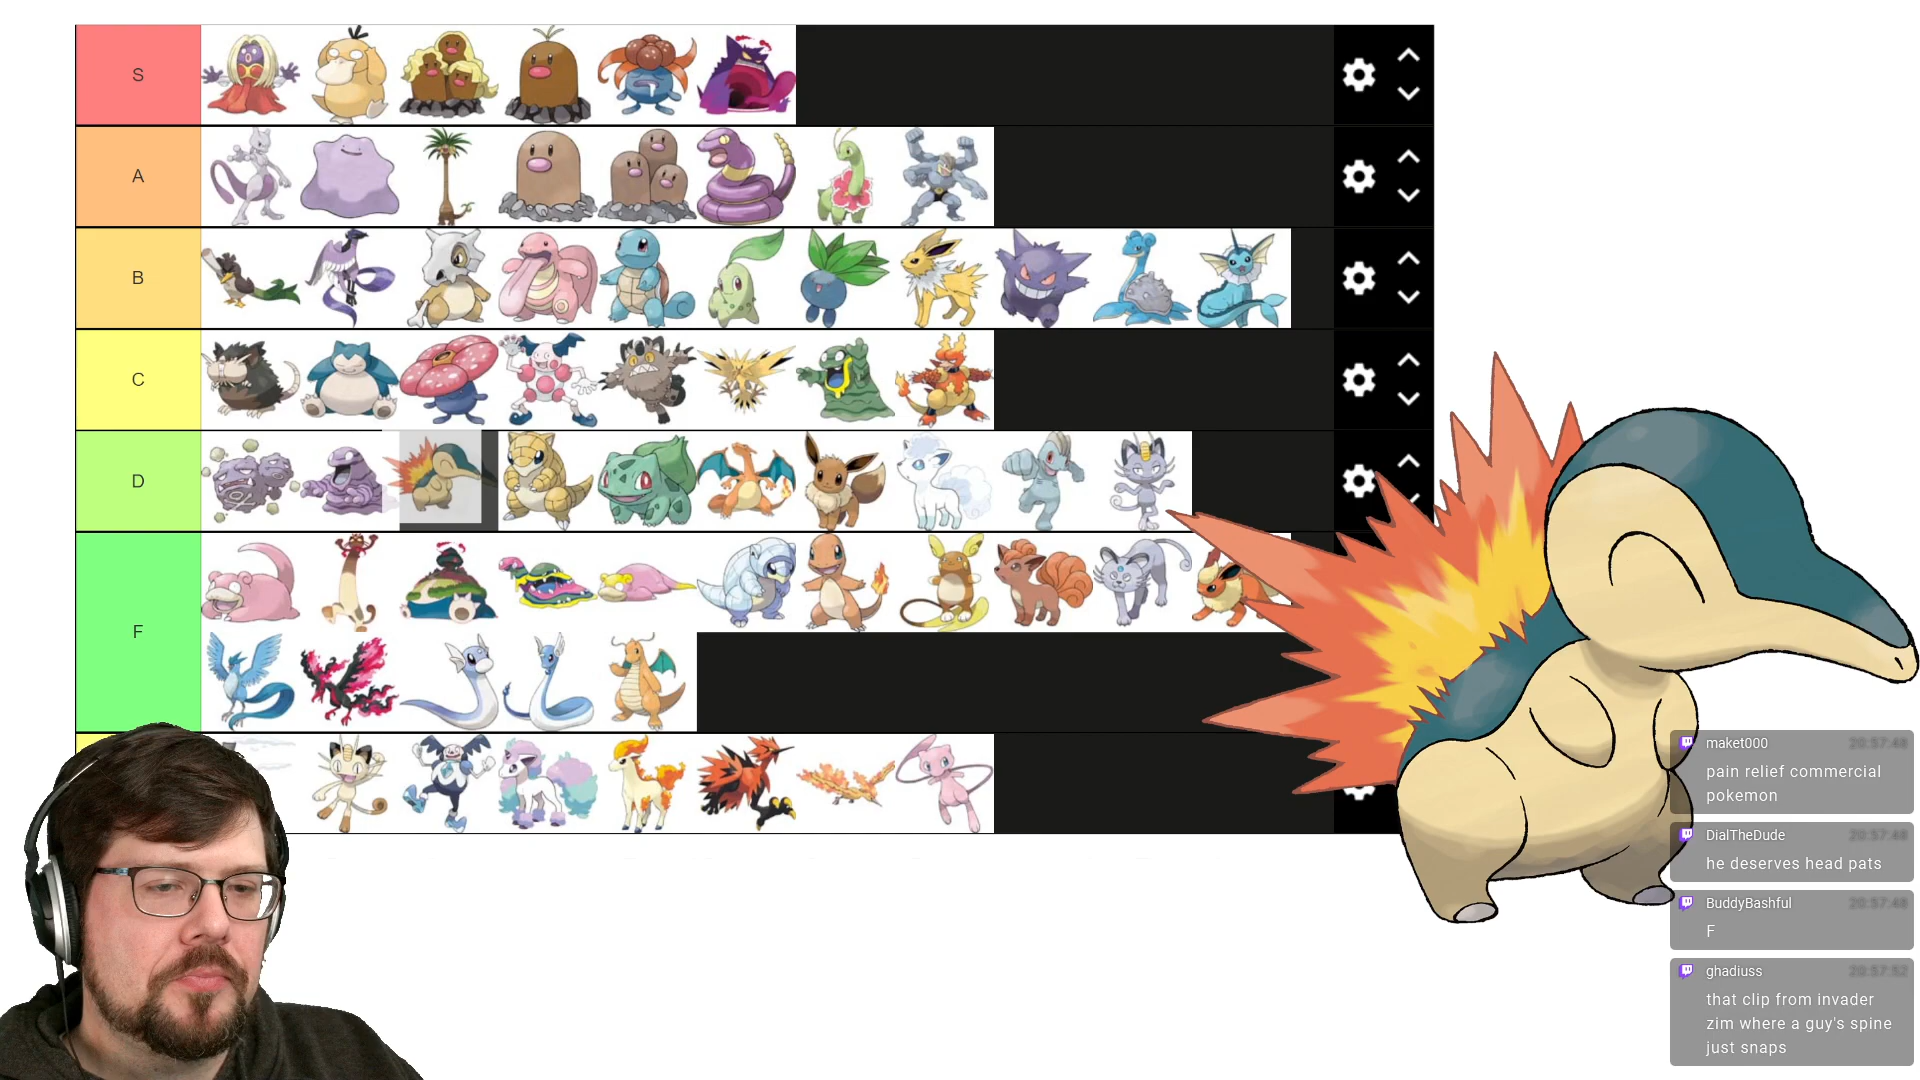 S
A
B
C
D
F
maket000
pain relief commercial
pokemon
DialTheDude
he deserves head pats
BuddyBashful
F
ghadiuss
that clip from invader
zim where a guy's spine
just snaps